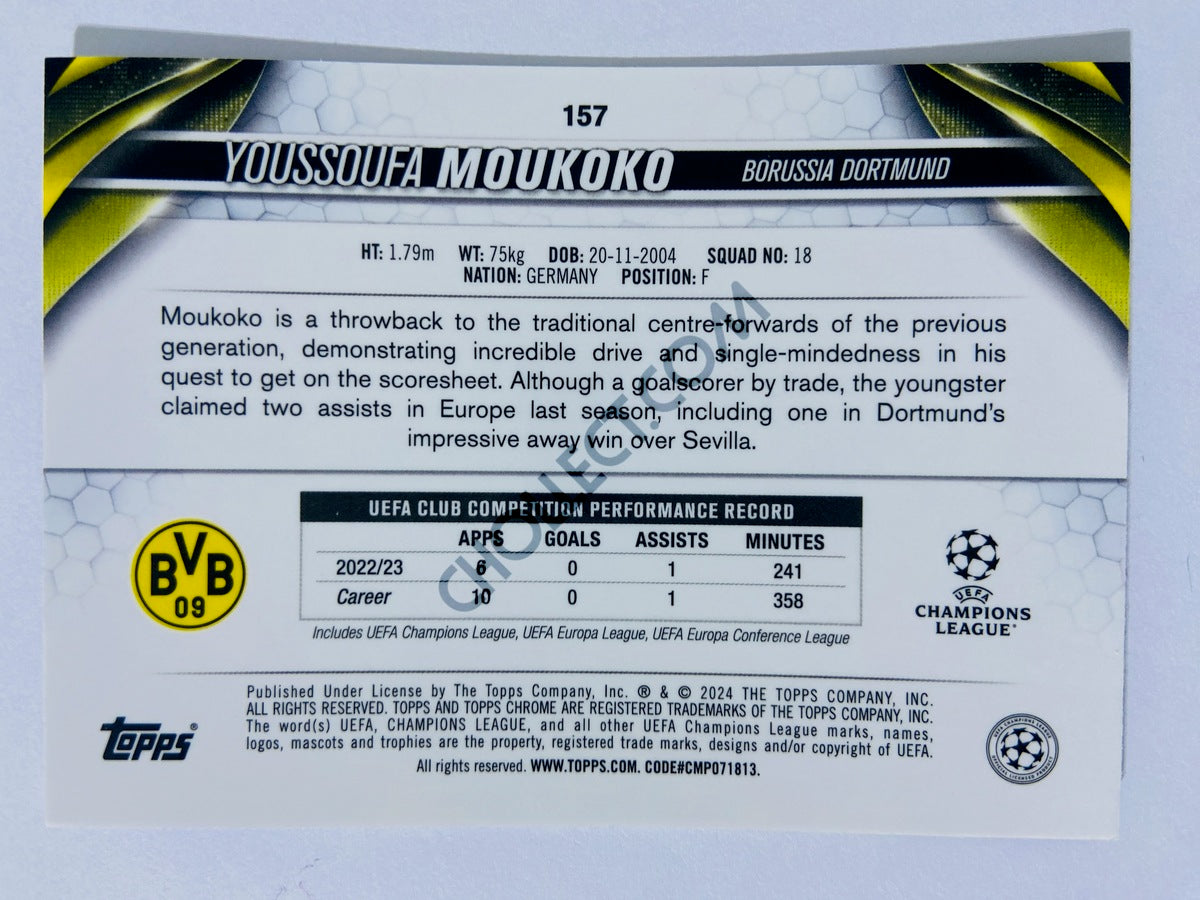 157
YOUSSOUFA MOUKOKO BORUSSIA DORTMUND
HT: 1.79m WT: 75kg DOB: 20-11-2004 SQUAD NO: 18
NATION: GERMANY POSITION: F
Moukoko is a throwback to the traditional centre-forwards of the previous
generation, demonstrating incredible drive and single-mindedness in his
quest to get on the scoresheet. Although a goalscorer by trade, the youngster
claimed two assists in Europe last season, including one in Dortmund's
impressive away win over Sevilla.
CHOLLECT.COM
UEFA CLUB COMPETITION PERFORMANCE RECORD
APPS GOALS ASSISTS MINUTES
2022/23 6 0 1 241
Career 10 0 1 358
Includes UEFA Champions League, UEFA Europa League, UEFA Europa Conference League
BVB
09
UEFA
CHAMPIONS
LEAGUE®
Published Under License by The Topps Company, Inc. ® & © 2024 THE TOPPS COMPANY, INC.
ALL RIGHTS RESERVED. TOPPS AND TOPPS CHROME ARE REGISTERED TRADEMARKS OF THE TOPPS COMPANY, INC.
The word(s) UEFA, CHAMPIONS LEAGUE, and all other UEFA Champions League marks, names,
logos, mascots and trophies are the property, registered trade marks, designs and/or copyright of UEFA.
All rights reserved. WWW.TOPPS.COM. CODE#CMP071813.
topps®
UEFA CHAMPIONS LEAGUE
OFFICIAL LICENSED PRODUCT